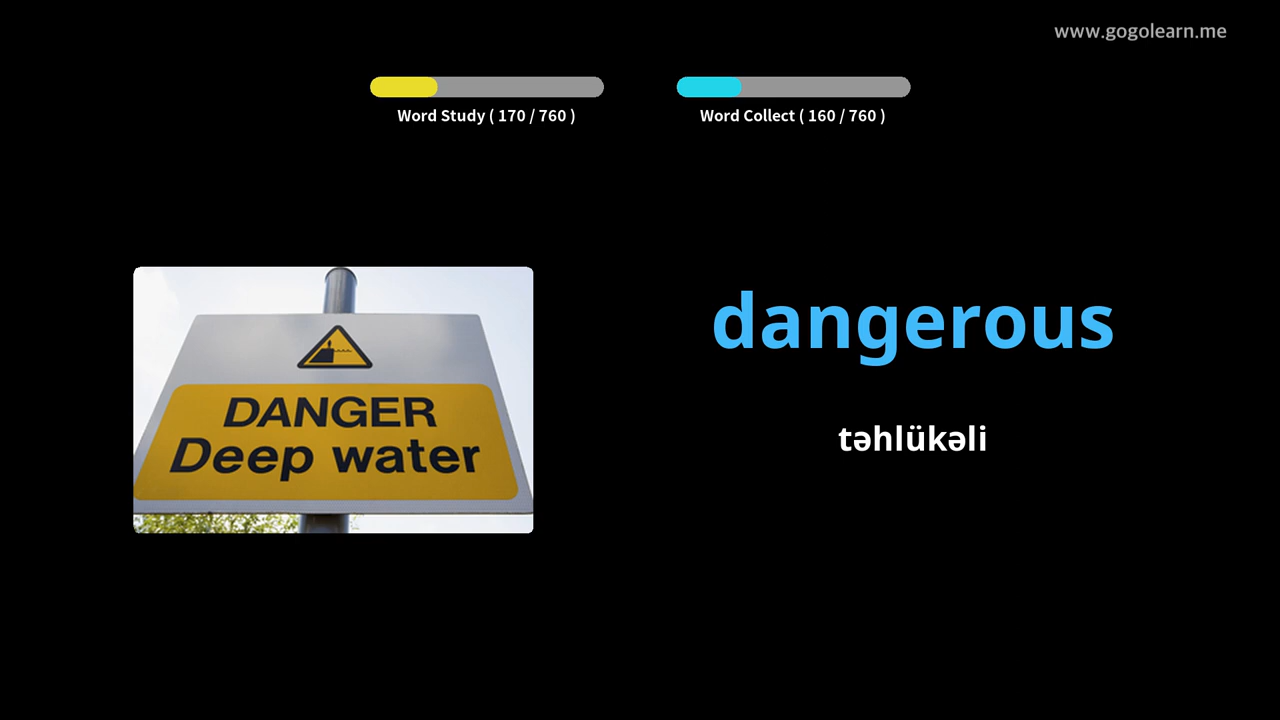 www.gogolearn.me
Word Study ( 170 / 760 )
Word Collect ( 160 / 760 )
DANGER
Deep water
dangerous
təhlükəli